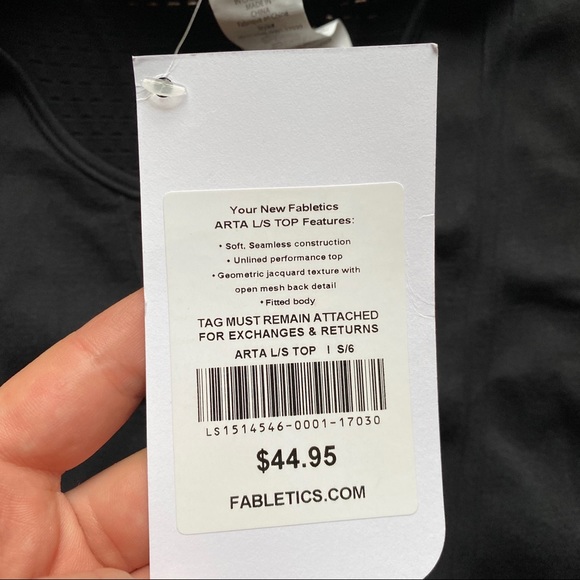 Your New Fabletics
ARTA L/S TOP Features:
• Soft, Seamless construction
• Unlined performance top
• Geometric jacquard texture with
open mesh back detail
• Fitted body
TAG MUST REMAIN ATTACHED
FOR EXCHANGES & RETURNS
ARTA L/S TOP | S/6
LS1514546-0001-17030
$44.95
FABLETICS.COM